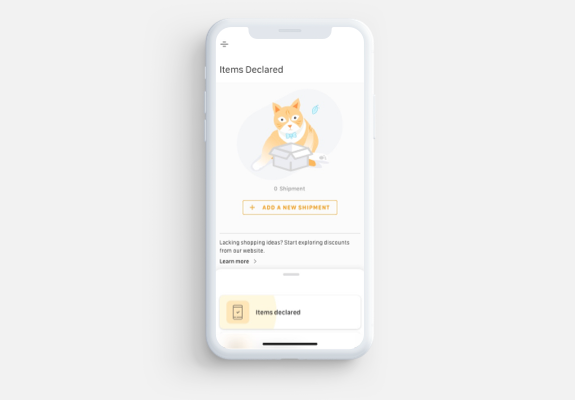 Items Declared
0 Shipment
+ ADD A NEW SHIPMENT
Lacking shopping ideas? Start exploring discounts
from our website.
Learn more >
Items declared